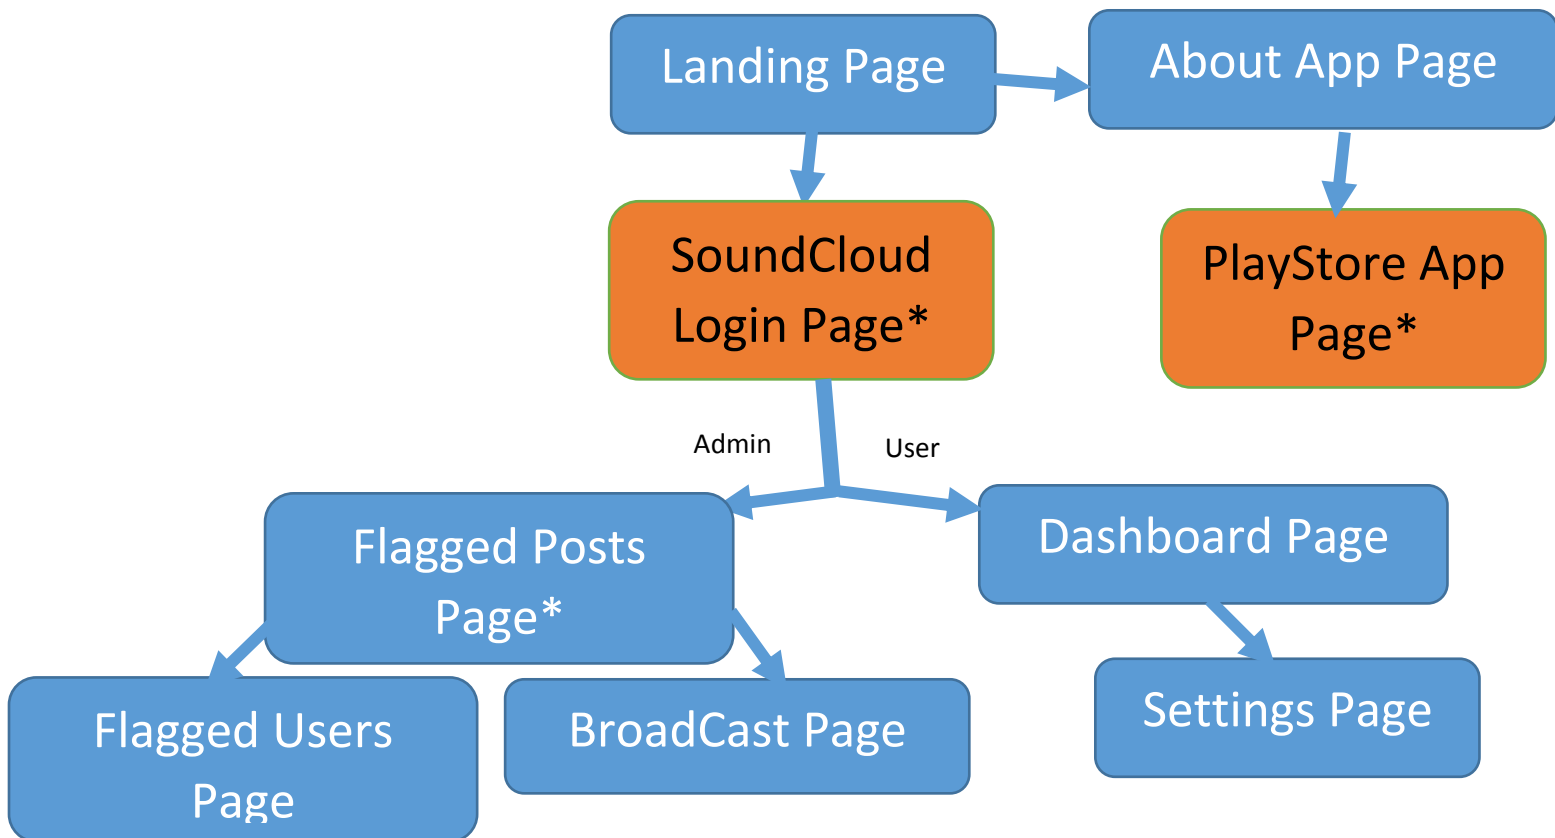 Landing Page
About App Page
SoundCloud
Login Page*
PlayStore App
Page*
Admin
User
Flagged Posts
Page*
Dashboard Page
Flagged Users
Page
BroadCast Page
Settings Page